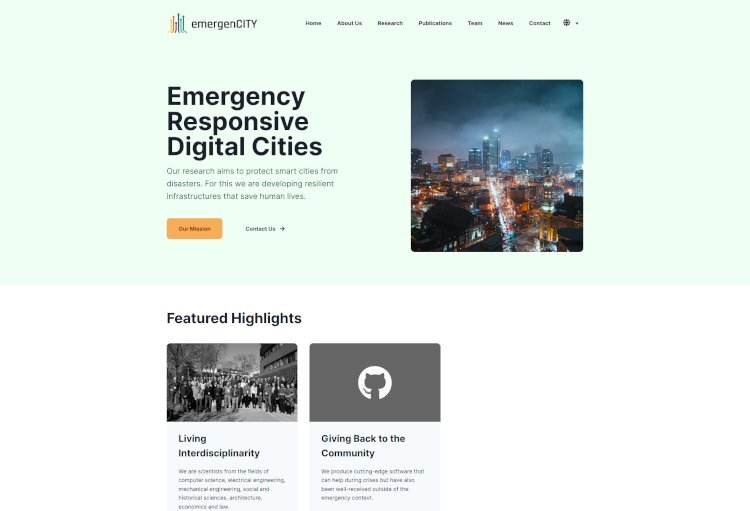 emergenCITY
Home About Us Research Publications Team News Contact
Emergency
Responsive
Digital Cities
Our research aims to protect smart cities from
disasters. For this we are developing resilient
infrastructures that save human lives.
Our Mission
Contact Us →
Featured Highlights
Living
Interdisciplinarity
We are scientists from the fields of
computer science, electrical engineering,
mechanical engineering, social and
historical sciences, architecture,
economics and law.
Giving Back to the
Community
We produce cutting-edge software that
can help during crises but have also
been well-received outside of the
emergency context.